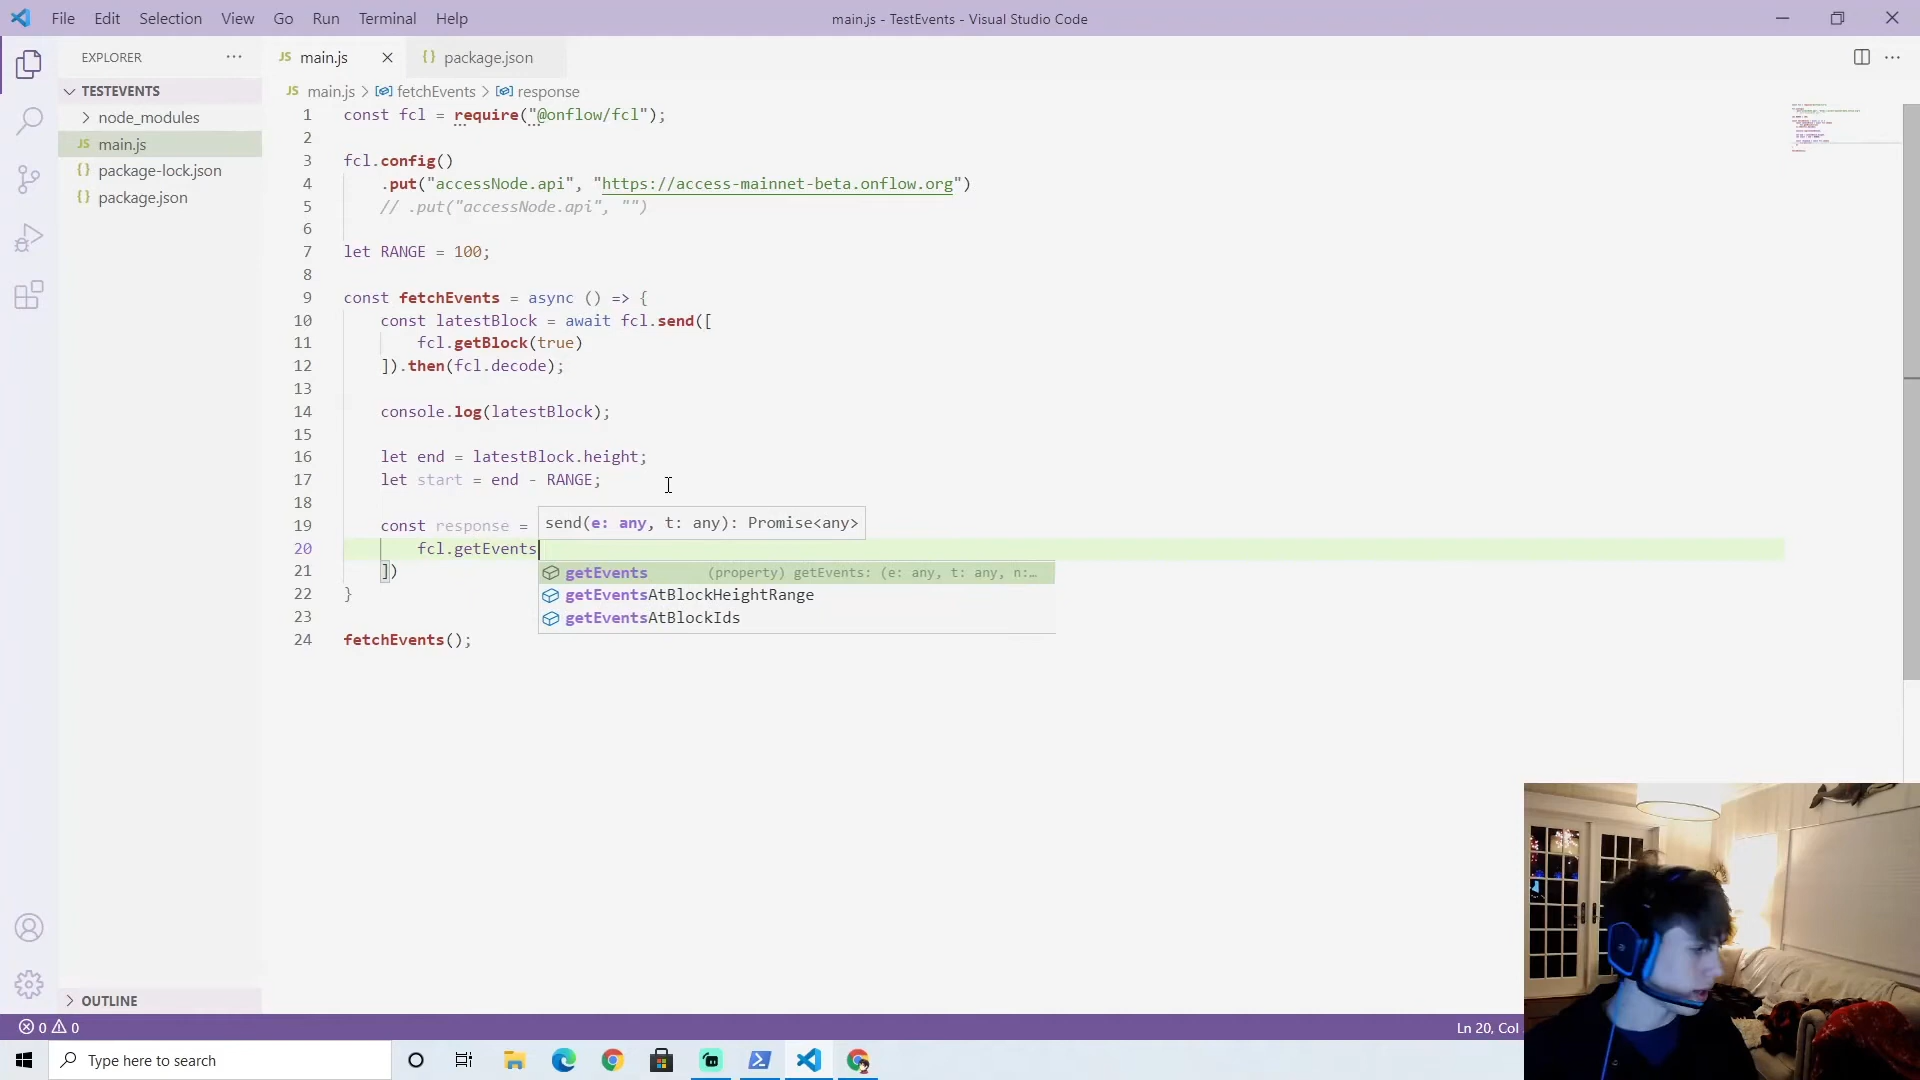 File Edit Selection View Go Run Terminal Help main.js - TestEvents - Visual Studio Code
EXPLORER
TESTEVENTS
node_modules
JS main.js
{} package-lock.json
{} package.json
OUTLINE
JS main.js {} package.json
JS main.js > fetchEvents > response
1 const fcl = require("@onflow/fcl");
2
3 fcl.config()
4 .put("accessNode.api", "https://access-mainnet-beta.onflow.org")
5 // .put("accessNode.api", "")
6
7 let RANGE = 100;
8
9 const fetchEvents = async () => {
10 const latestBlock = await fcl.send([
11 fcl.getBlock(true)
12 ]).then(fcl.decode);
13
14 console.log(latestBlock);
15
16 let end = latestBlock.height;
17 let start = end - RANGE;
18
19 const response =
send(e: any, t: any): Promise<any>
20 fcl.getEvents
getEvents (property) getEvents: (e: any, t: any, n:…
getEventsAtBlockHeightRange
getEventsAtBlockIds
21 ])
22 }
23
24 fetchEvents();
0 0 Ln 20, Col
Type here to search